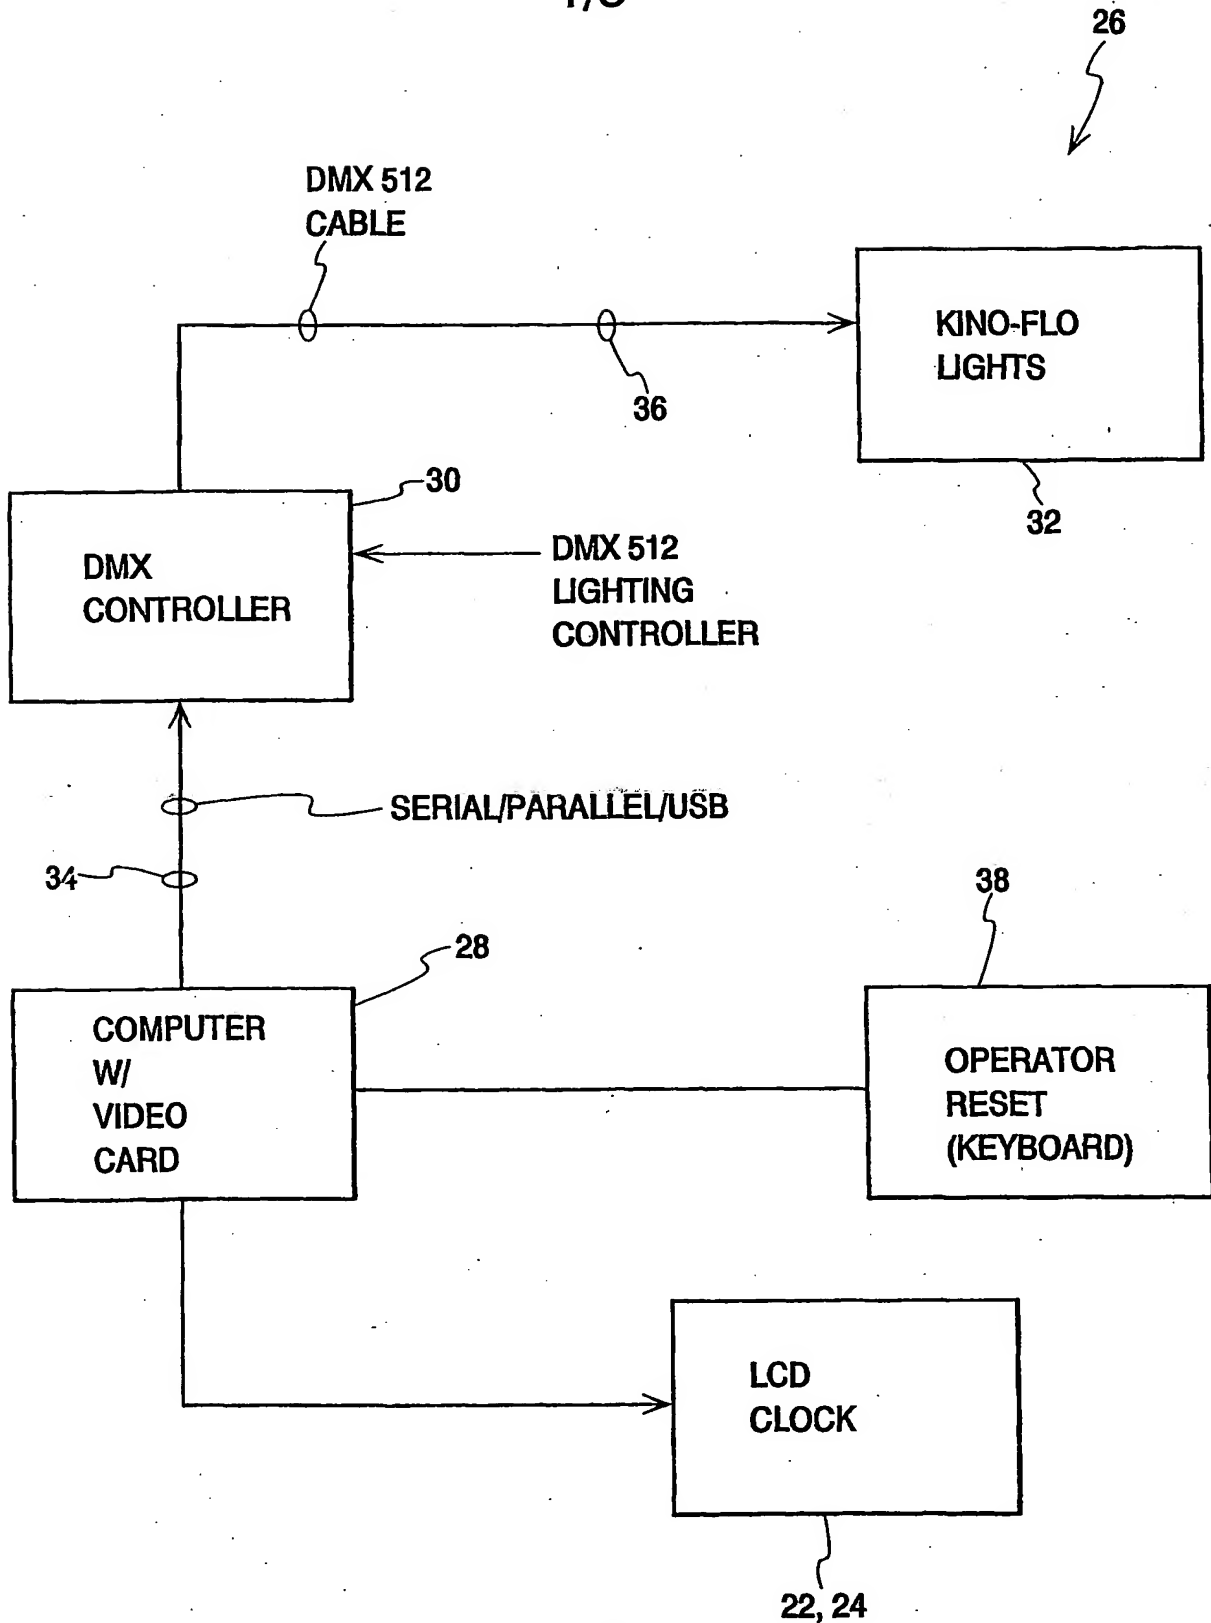 26
DMX 512
CABLE
KINO-FLO
LIGHTS
36
32
30
DMX
CONTROLLER
DMX 512
LIGHTING
CONTROLLER
SERIAL/PARALLEL/USB
34
38
28
COMPUTER
W/
VIDEO
CARD
OPERATOR
RESET
(KEYBOARD)
LCD
CLOCK
22, 24